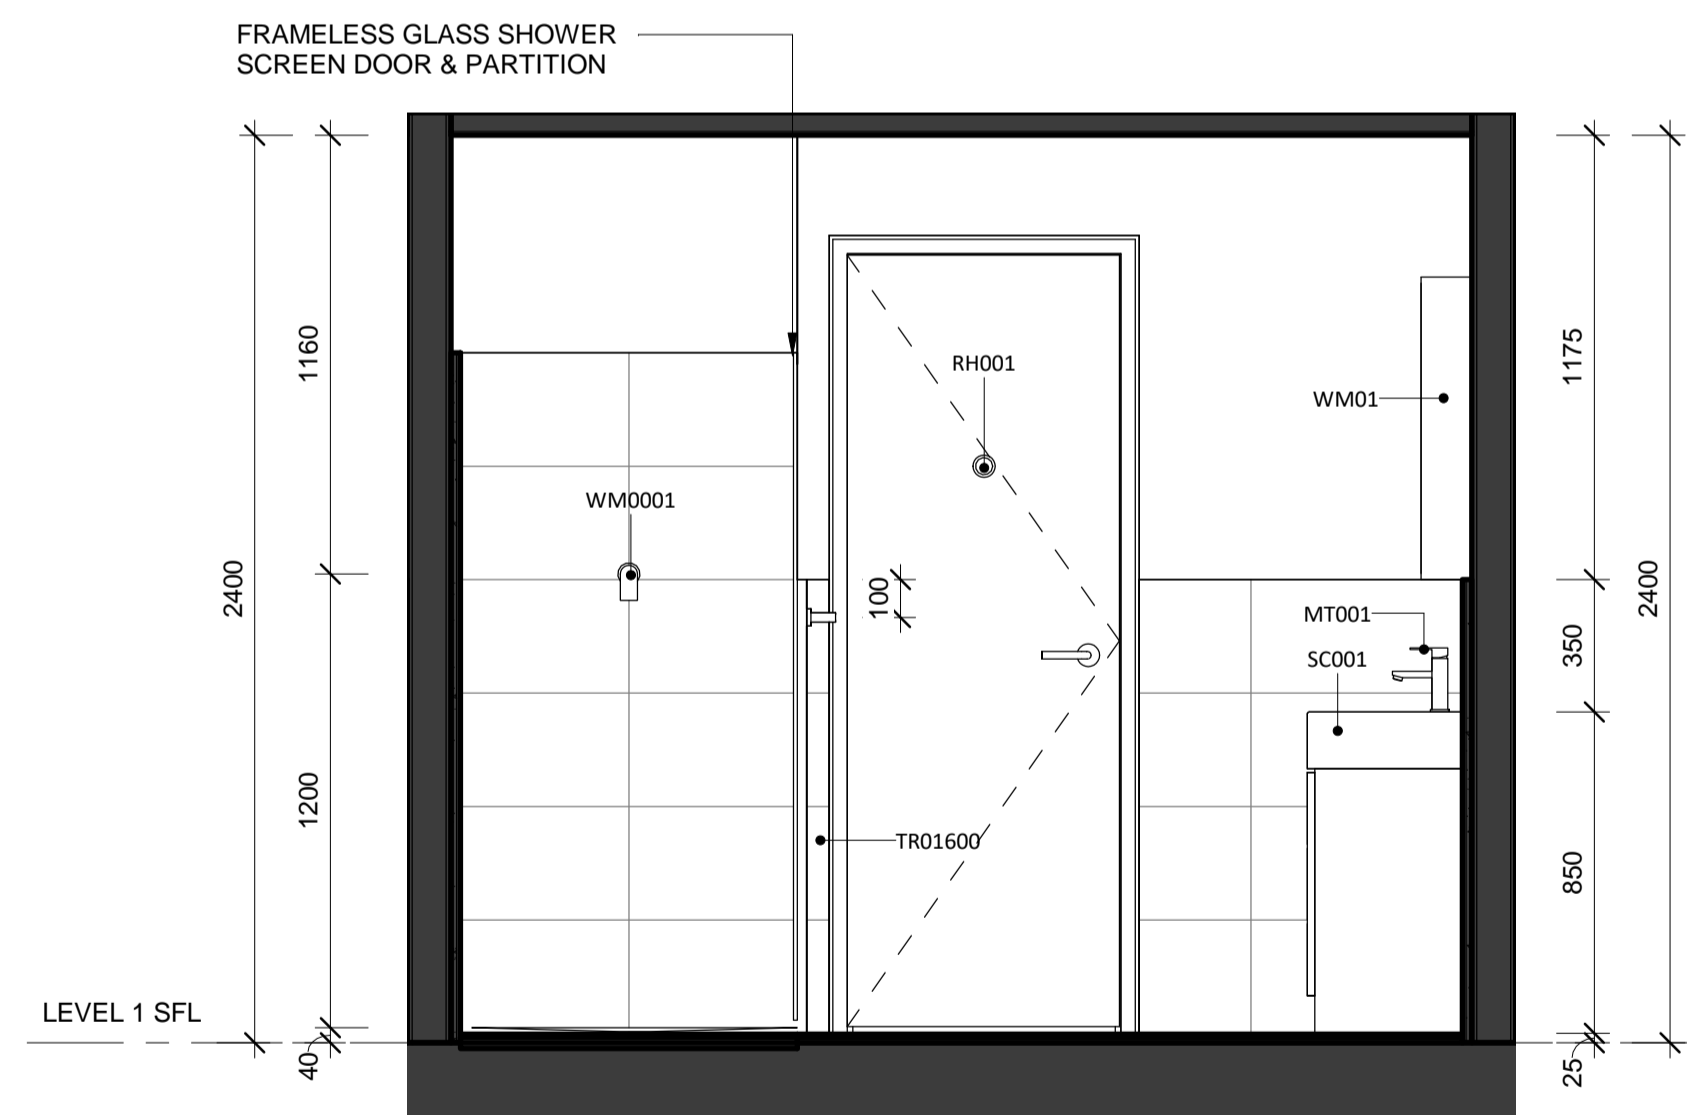 FRAMELESS GLASS SHOWER
SCREEN DOOR & PARTITION
1160
1175
RH001
WM01
WM0001
2400
100
2400
MT001
350
SC001
1200
TR01600
850
LEVEL 1 SFL
40
25